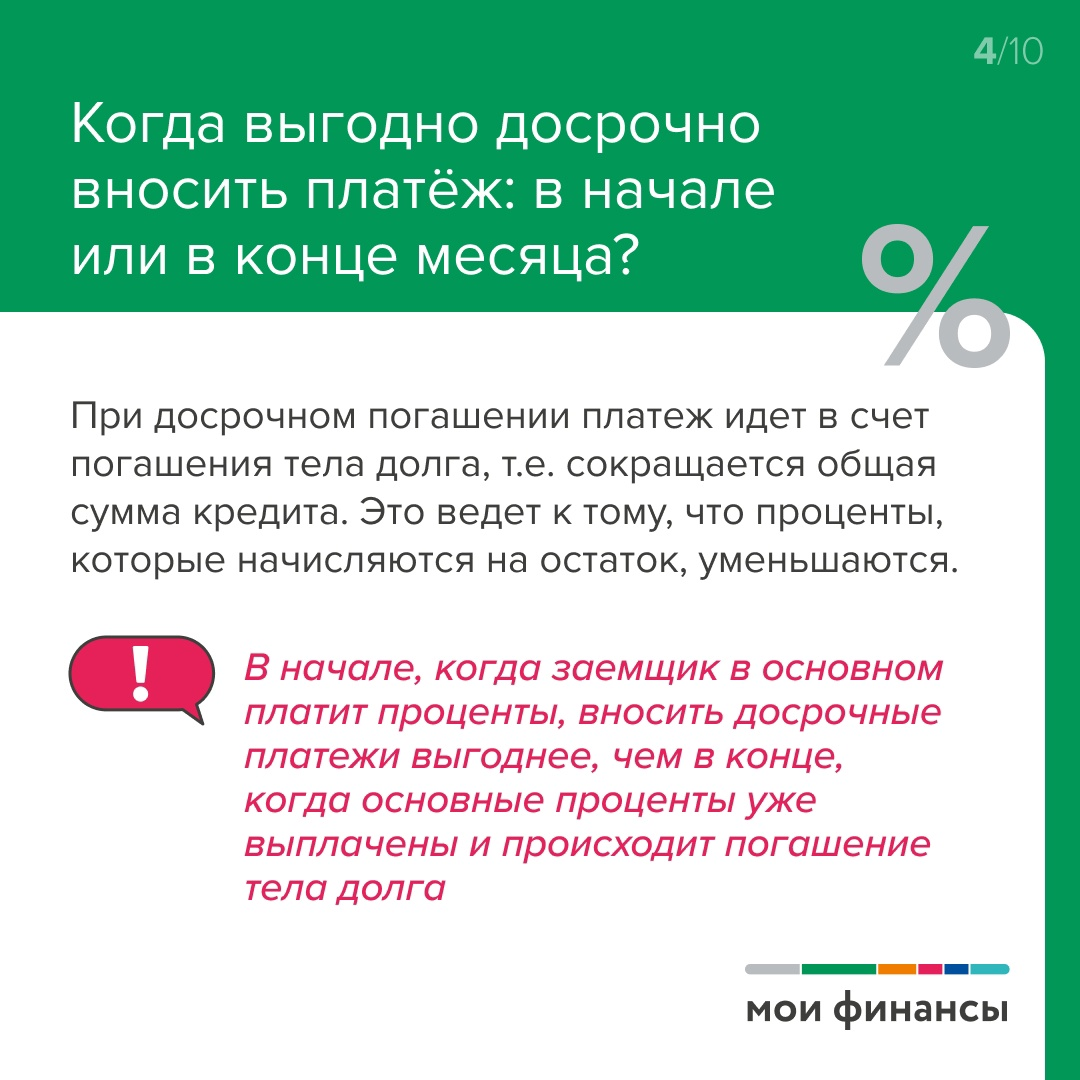 4/10
Когда выгодно досрочно
вносить платёж: в начале
или в конце месяца?
%
При досрочном погашении платеж идет в счет
погашения тела долга, т.е. сокращается общая
сумма кредита. Это ведет к тому, что проценты,
которые начисляются на остаток, уменьшаются.
!
В начале, когда заемщик в основном
платит проценты, вносить досрочные
платежи выгоднее, чем в конце,
когда основные проценты уже
выплачены и происходит погашение
тела долга
мои финансы